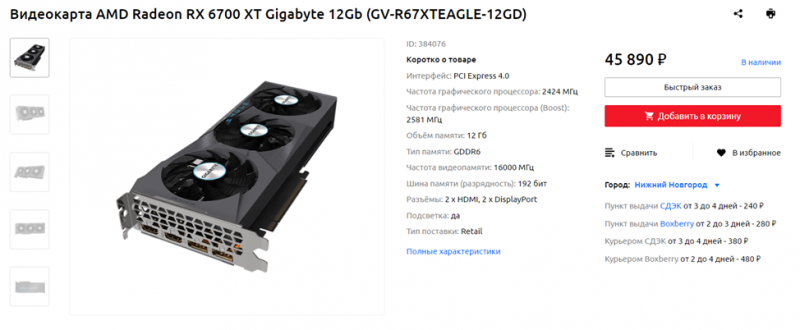 Видеокарта AMD Radeon RX 6700 XT Gigabyte 12Gb (GV-R67XTEAGLE-12GD)
ID: 384076
Коротко о товаре
Интерфейс: PCI Express 4.0
Частота графического процессора: 2424 МГц
Частота графического процессора (Boost):
2581 МГц
Объём памяти: 12 Гб
Тип памяти: GDDR6
Частота видеопамяти: 16000 МГц
Шина памяти (разрядность): 192 бит
Разъёмы: 2 x HDMI, 2 x DisplayPort
Подсветка: да
Тип поставки: Retail
Полные характеристики
45 890 ₽
В наличии
Быстрый заказ
Добавить в корзину
Сравнить
В избранное
Город: Нижний Новгород
Пункт выдачи СДЭК от 3 до 4 дней - 240 ₽
Пункт выдачи Boxberry от 2 до 3 дней - 280 ₽
Курьером СДЭК от 3 до 4 дней - 380 ₽
Курьером Boxberry от 2 до 4 дней - 480 ₽
GIGABYTE